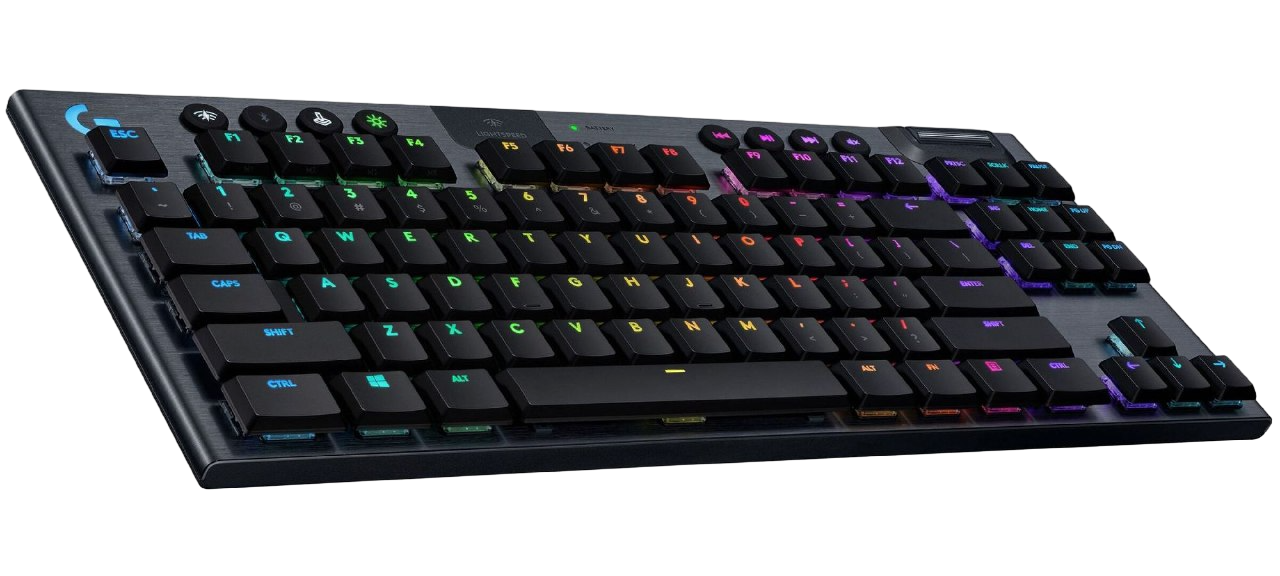 LIGHTSPEED
BATTERY
ESC F1 F2 F3 F4 F5 F6 F7 F8 F9 F10 F11 F12 PRTSC SCRLK PAUSE
` ~ 1 ! 2 @ 3 # 4 $ 5 % 6 ^ 7 & 8 * 9 ( 0 ) - = + ← INS HOME PG UP
TAB Q W E R T Y U I O P [ ] \ DEL END PG DN
CAPS A S D F G H J K L ; ' ENTER
SHIFT Z X C V B N M , . / ? SHIFT ↑
CTRL ALT ALT FN CTRL ← ↓ →